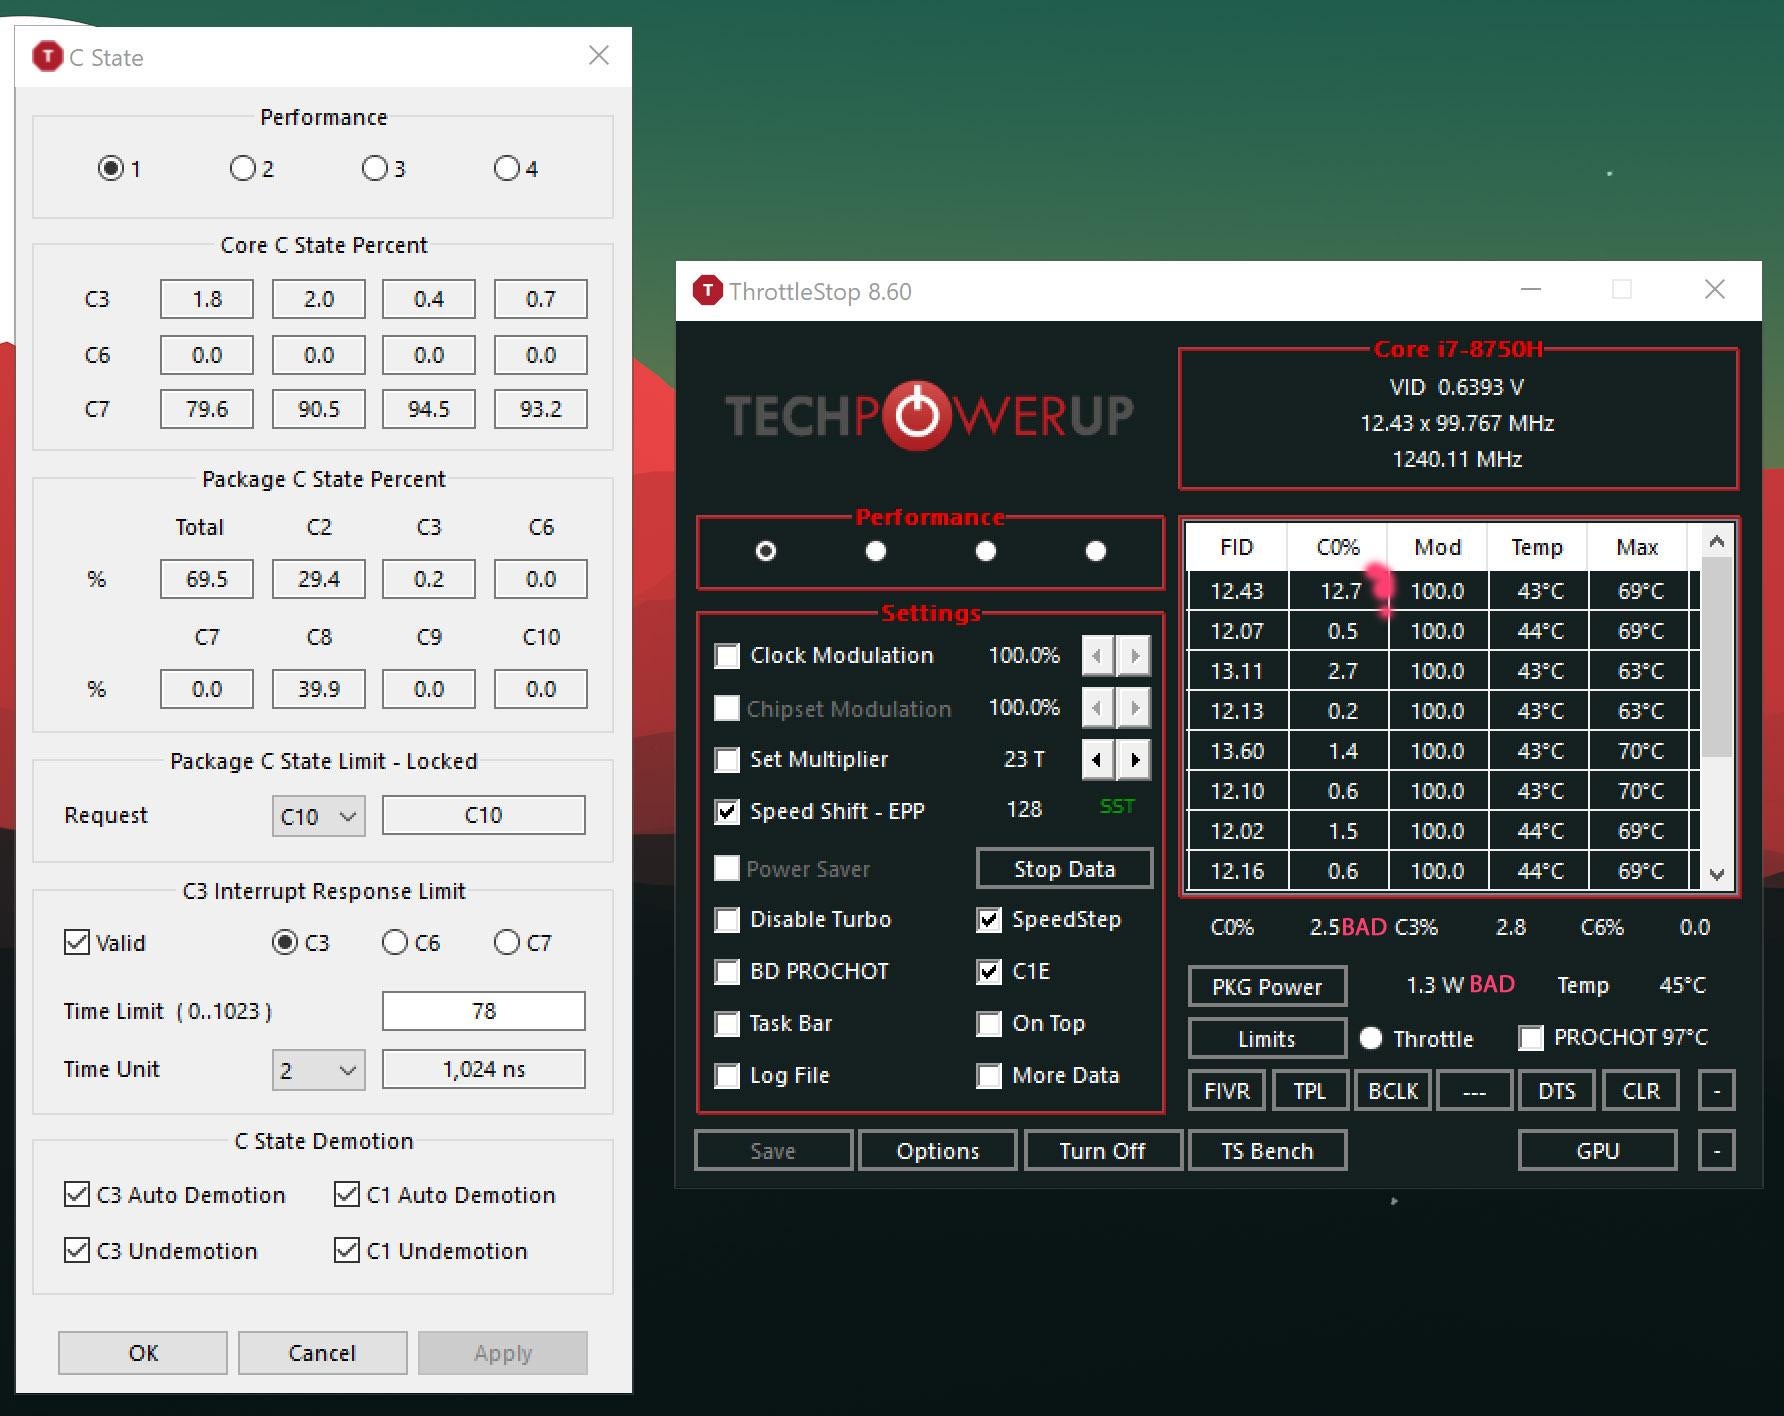 C State
Performance
1 2 3 4
Core C State Percent
C3 1.8 2.0 0.4 0.7
C6 0.0 0.0 0.0 0.0
C7 79.6 90.5 94.5 93.2
Package C State Percent
Total C2 C3 C6
% 69.5 29.4 0.2 0.0
C7 C8 C9 C10
% 0.0 39.9 0.0 0.0
Package C State Limit - Locked
Request C10 C10
C3 Interrupt Response Limit
Valid C3 C6 C7
Time Limit ( 0..1023 ) 78
Time Unit 2 1,024 ns
C State Demotion
C3 Auto Demotion C1 Auto Demotion
C3 Undemotion C1 Undemotion
OK Cancel Apply
ThrottleStop 8.60
TECHPOWERUP
Core i7-8750H
VID 0.6393 V
12.43 x 99.767 MHz
1240.11 MHz
Performance
Settings
Clock Modulation 100.0%
Chipset Modulation 100.0%
Set Multiplier 23 T
Speed Shift - EPP 128 SST
Power Saver Stop Data
Disable Turbo SpeedStep
BD PROCHOT C1E
Task Bar On Top
Log File More Data
Save Options Turn Off TS Bench GPU -
FID C0% Mod Temp Max
12.43 12.7 100.0 43°C 69°C
12.07 0.5 100.0 44°C 69°C
13.11 2.7 100.0 43°C 63°C
12.13 0.2 100.0 43°C 63°C
13.60 1.4 100.0 43°C 70°C
12.10 0.6 100.0 43°C 70°C
12.02 1.5 100.0 44°C 69°C
12.16 0.6 100.0 44°C 69°C
C0% 2.5 BAD C3% 2.8 C6% 0.0
PKG Power 1.3 W BAD Temp 45°C
Limits Throttle PROCHOT 97°C
FIVR TPL BCLK --- DTS CLR -